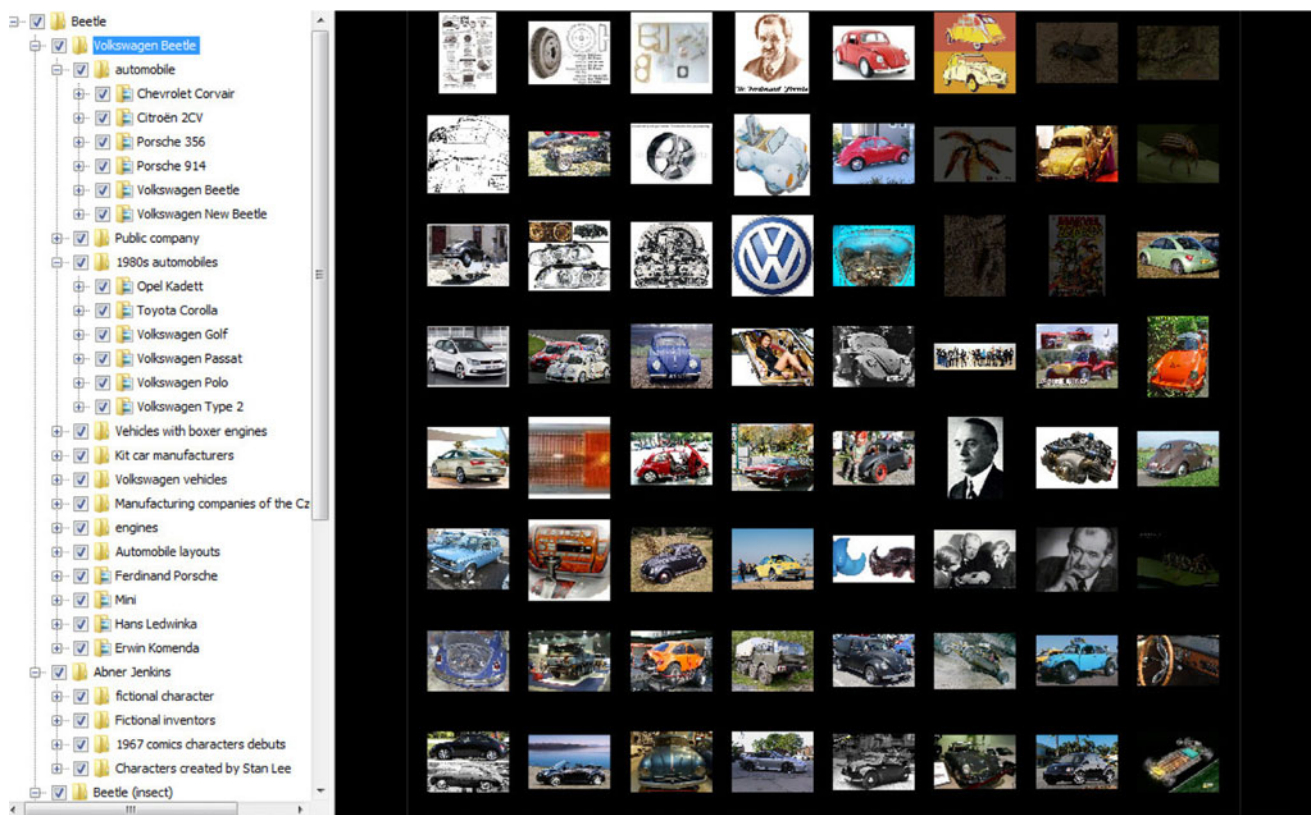 Beetle
Volkswagen Beetle
automobile
Chevrolet Corvair
Citroën 2CV
Porsche 356
Porsche 914
Volkswagen Beetle
Volkswagen New Beetle
Public company
1980s automobiles
Opel Kadett
Toyota Corolla
Volkswagen Golf
Volkswagen Passat
Volkswagen Polo
Volkswagen Type 2
Vehicles with boxer engines
Kit car manufacturers
Volkswagen vehicles
Manufacturing companies of the Cz
engines
Automobile layouts
Ferdinand Porsche
Mini
Hans Ledwinka
Erwin Komenda
Abner Jenkins
fictional character
Fictional inventors
1967 comics characters debuts
Characters created by Stan Lee
Beetle (insect)